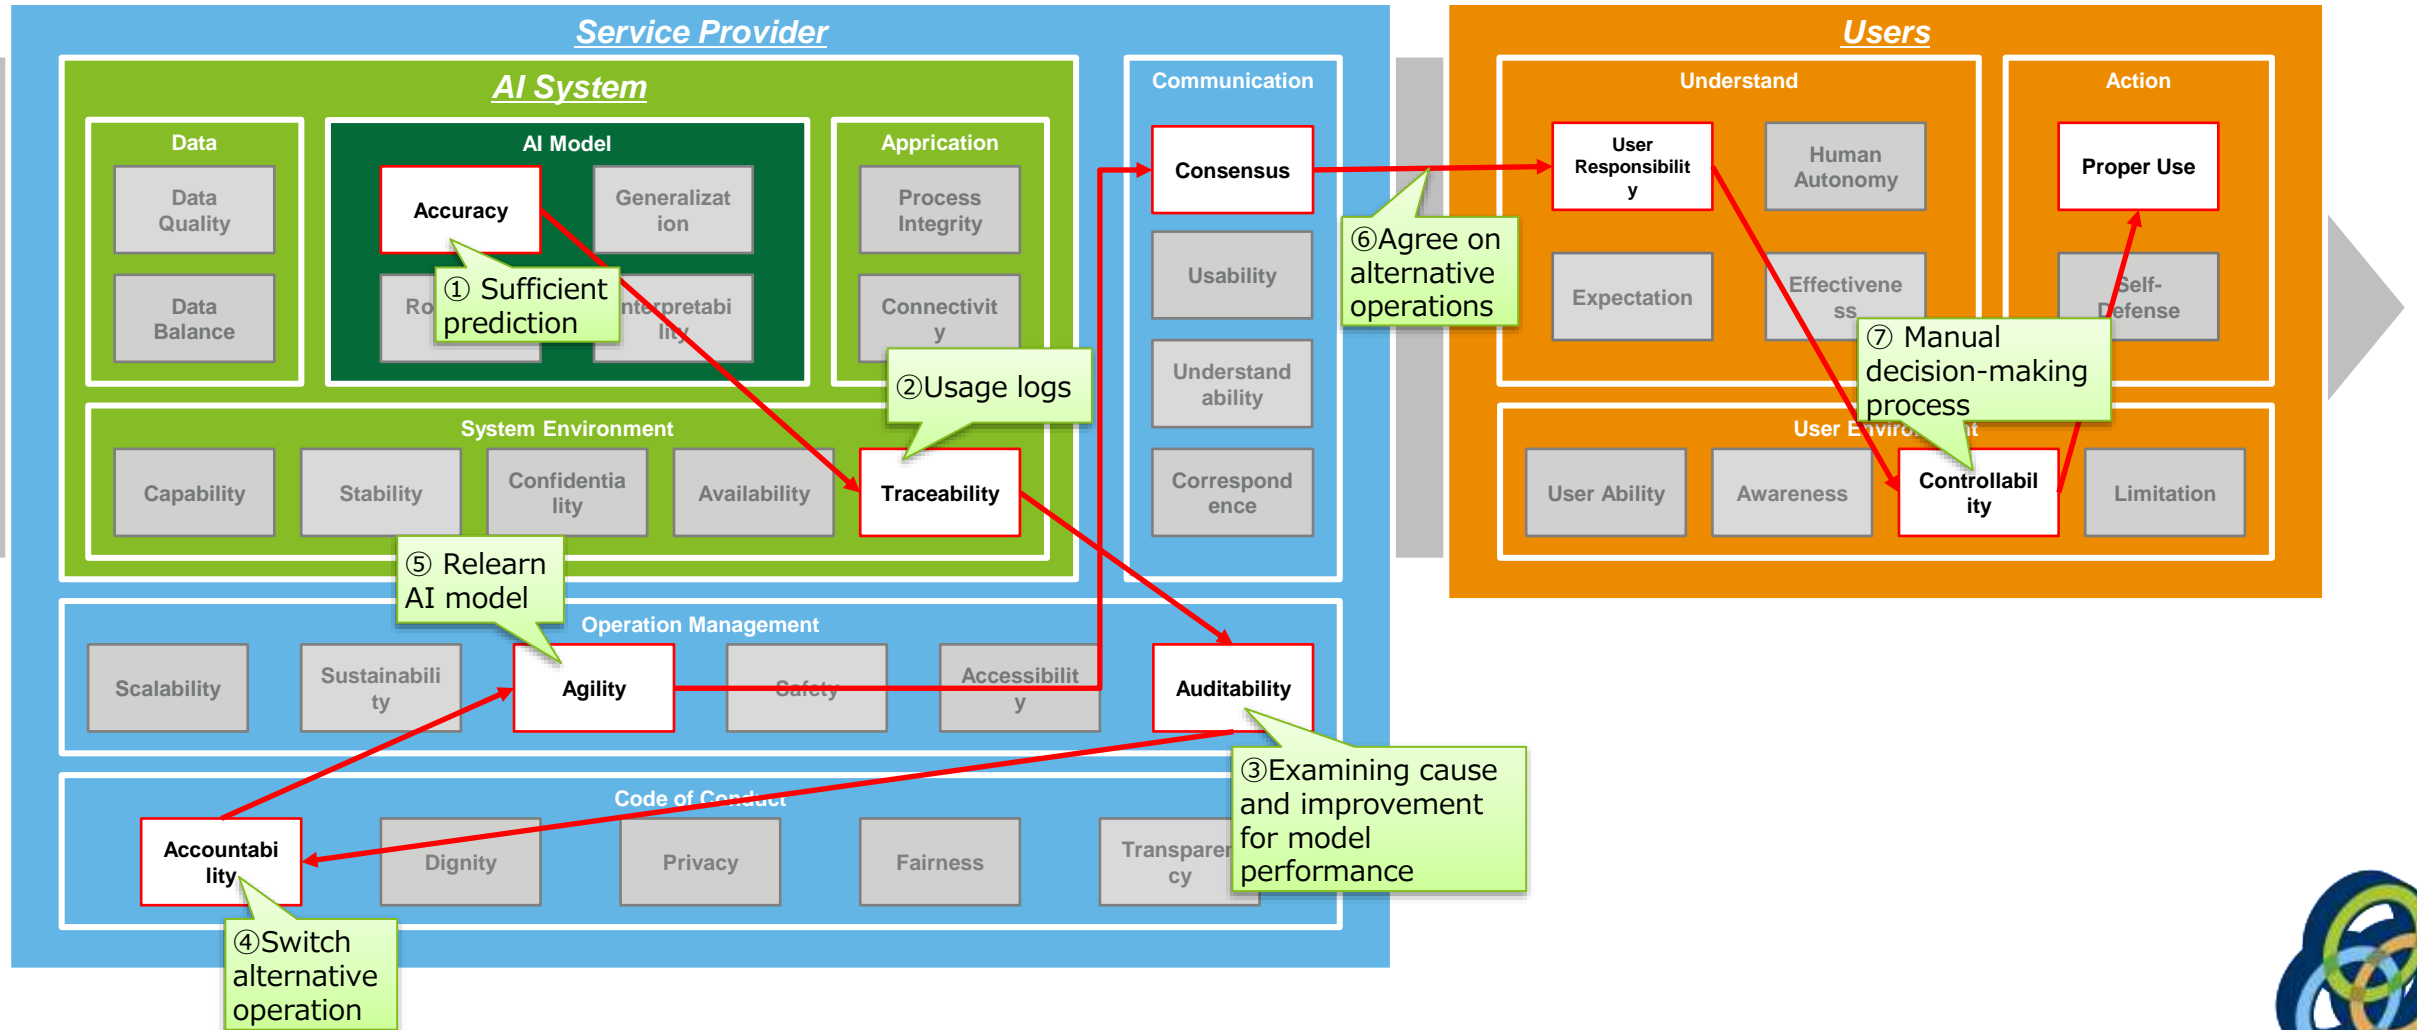 Service Provider
AI System
Data
Data
Quality
Data
Balance
AI Model
Accuracy
Generalizat
ion
Ro
nterpretabi
lity
① Sufficient
prediction
Apprication
Process
Integrity
Connectivit
y
②Usage logs
System Environment
Capability
Stability
Confidentia
lity
Availability
Traceability
Communication
Consensus
Usability
Understand
ability
Correspond
ence
⑤ Relearn
AI model
Operation Management
Scalability
Sustainabili
ty
Agility
Safety
Accessibilit
y
Auditability
③Examining cause
and improvement
for model
performance
Code of Conduct
Accountabi
lity
Dignity
Privacy
Fairness
Transparen
cy
④Switch
alternative
operation
⑥Agree on
alternative
operations
Users
Understand
User
Responsibilit
y
Human
Autonomy
Expectation
Effectivene
ss
Action
Proper Use
Self-
Defense
⑦ Manual
decision-making
process
User Environment
User Ability
Awareness
Controllabil
ity
Limitation